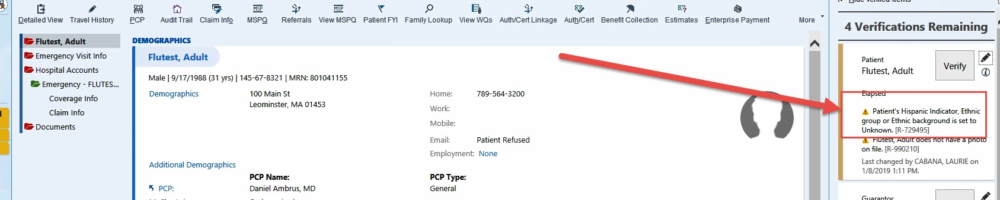 Hide verified items
Detailed View Travel History PCP Audit Trail Claim Info MSPQ Referrals View MSPQ Patient FYI Family Lookup View WQs Auth/Cert Linkage Auth/Cert Benefit Collection Estimates Enterprise Payment More
MSP MSP
Flutest, Adult
Emergency Visit Info
Hospital Accounts
Emergency - FLUTES...
Coverage Info
Claim Info
Documents
DEMOGRAPHICS
Flutest, Adult
Male | 9/17/1988 (31 yrs) | 145-67-8321 | MRN: 801041155
Demographics 100 Main St
Leominster, MA 01453
Home: 789-564-3200
Work:
Mobile:
Email: Patient Refused
Employment: None
Additional Demographics
PCP Name: PCP Type:
PCP: Daniel Ambrus, MD General
4 Verifications Remaining
Patient
Flutest, Adult
Verify
Elapsed
Patient's Hispanic Indicator, Ethnic
group or Ethnic background is set to
Unknown. [R-729495]
Flutest, Adult does not have a photo
on file. [R-990210]
Last changed by CABANA, LAURIE on
1/8/2019 1:11 PM.
Guarantor